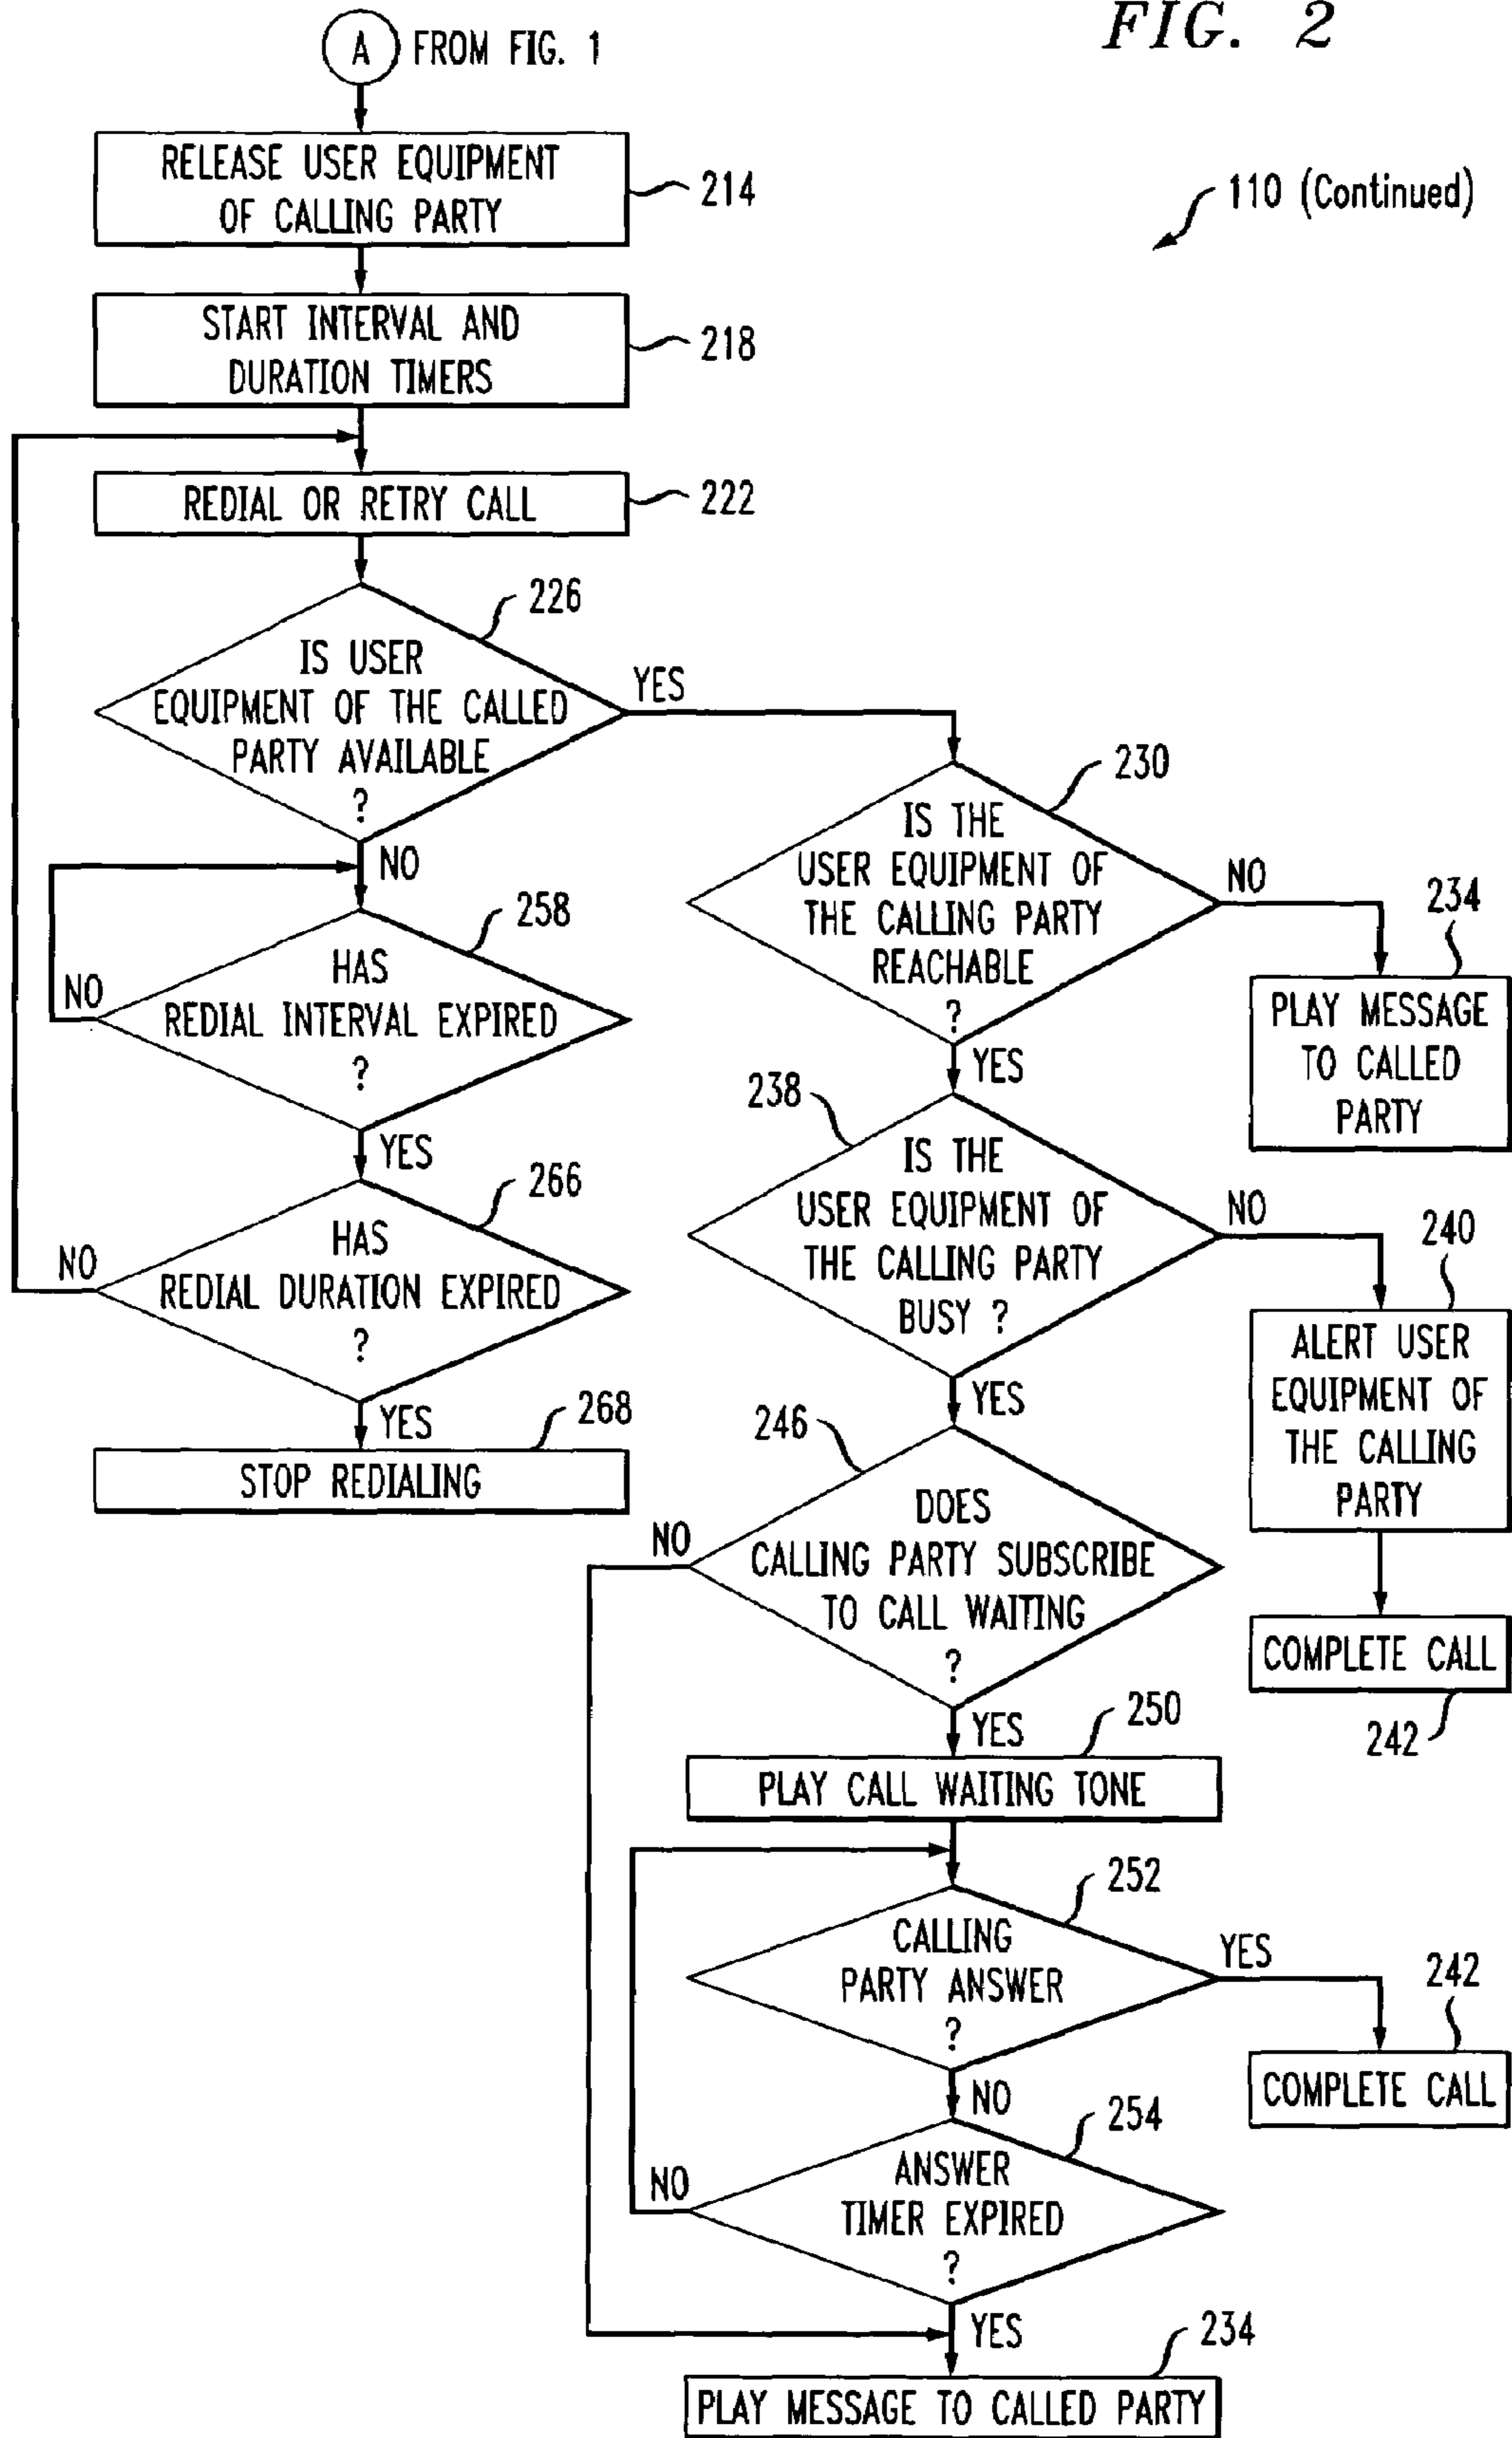 FIG. 2
A FROM FIG. 1
RELEASE USER EQUIPMENT
OF CALLING PARTY
214
110 (Continued)
START INTERVAL AND
DURATION TIMERS
218
REDIAL OR RETRY CALL
222
226
IS USER
EQUIPMENT OF THE CALLED
PARTY AVAILABLE
?
YES
NO
258
HAS
REDIAL INTERVAL EXPIRED
?
NO
YES
266
HAS
REDIAL DURATION EXPIRED
?
NO
YES
268
STOP REDIALING
230
IS THE
USER EQUIPMENT OF
THE CALLING PARTY
REACHABLE
?
NO
234
PLAY MESSAGE
TO CALLED
PARTY
YES
238
IS THE
USER EQUIPMENT OF
THE CALLING PARTY
BUSY ?
NO
240
ALERT USER
EQUIPMENT OF
THE CALLING
PARTY
COMPLETE CALL
242
YES
246
DOES
CALLING PARTY SUBSCRIBE
TO CALL WAITING
?
NO
YES
250
PLAY CALL WAITING TONE
252
CALLING
PARTY ANSWER
?
YES
242
COMPLETE CALL
NO
254
ANSWER
TIMER EXPIRED
?
NO
YES
234
PLAY MESSAGE TO CALLED PARTY